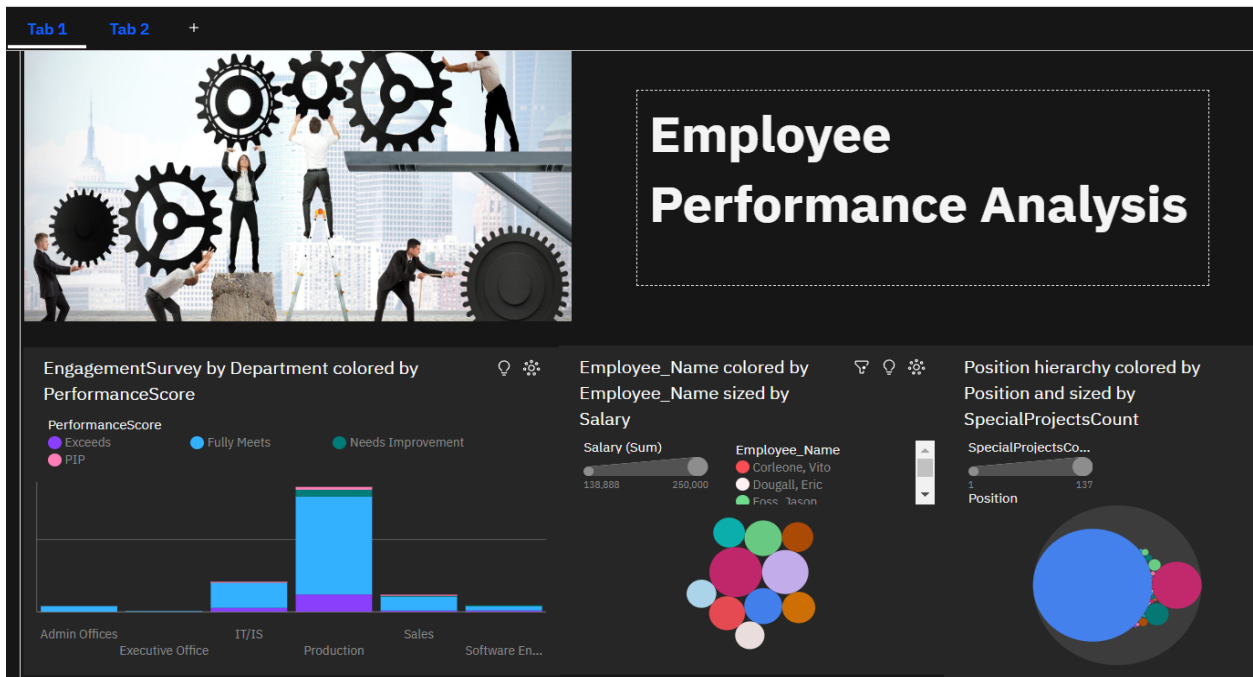 Tab 1 Tab 2 +
Employee
Performance Analysis
EngagementSurvey by Department colored by
PerformanceScore
PerformanceScore
Exceeds Fully Meets Needs Improvement
PIP
Admin Offices IT/IS Sales
Executive Office Production Software En...
Employee_Name colored by
Employee_Name sized by
Salary
Salary (Sum)
138,888 250,000
Employee_Name
Corleone, Vito
Dougall, Eric
Foss, Jason
Position hierarchy colored by
Position and sized by
SpecialProjectsCount
SpecialProjectsCo...
1 137
Position